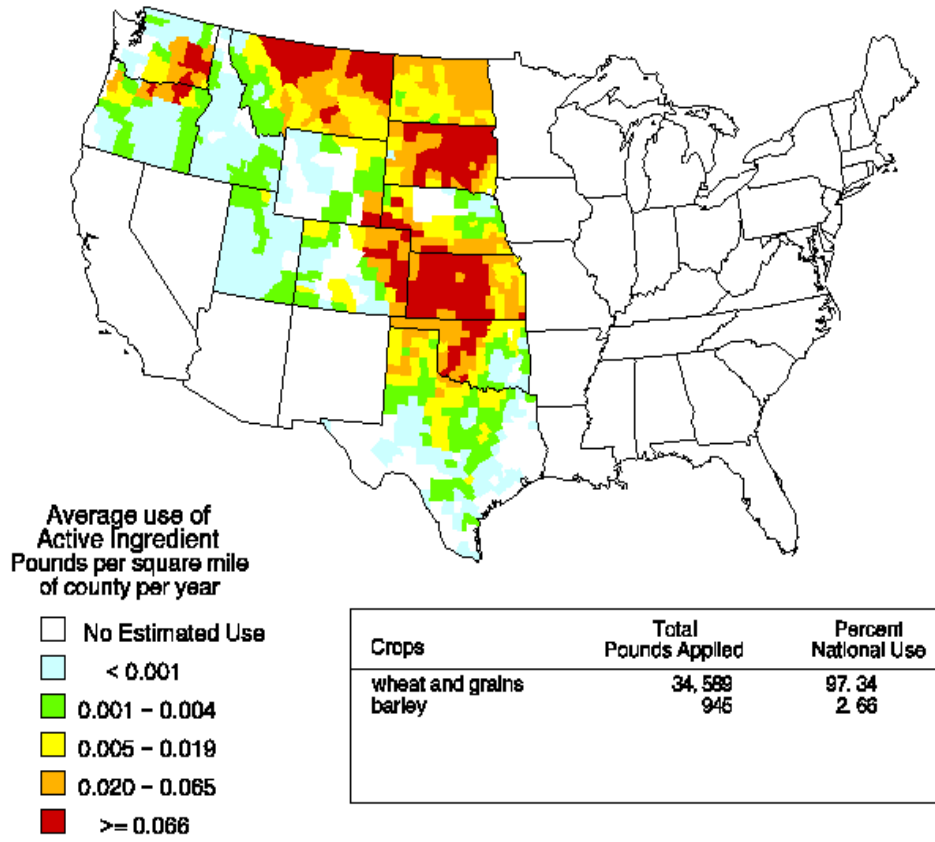 Average use of
Active Ingredient
Pounds per square mile
of county per year
No Estimated Use
< 0.001
0.001 - 0.004
0.005 - 0.019
0.020 - 0.065
>= 0.066
Crops Total Pounds Applied Percent National Use
wheat and grains 34,589 97.34
barley 945 2.66